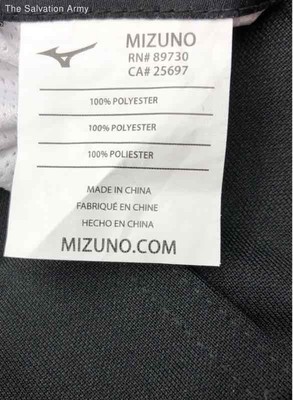 The Salvation Army
MIZUNO
RN# 89730
CA# 25697
100% POLYESTER
100% POLYESTER
100% POLIESTER
MADE IN CHINA
FABRIQUÉ EN CHINE
HECHO EN CHINA
MIZUNO.COM